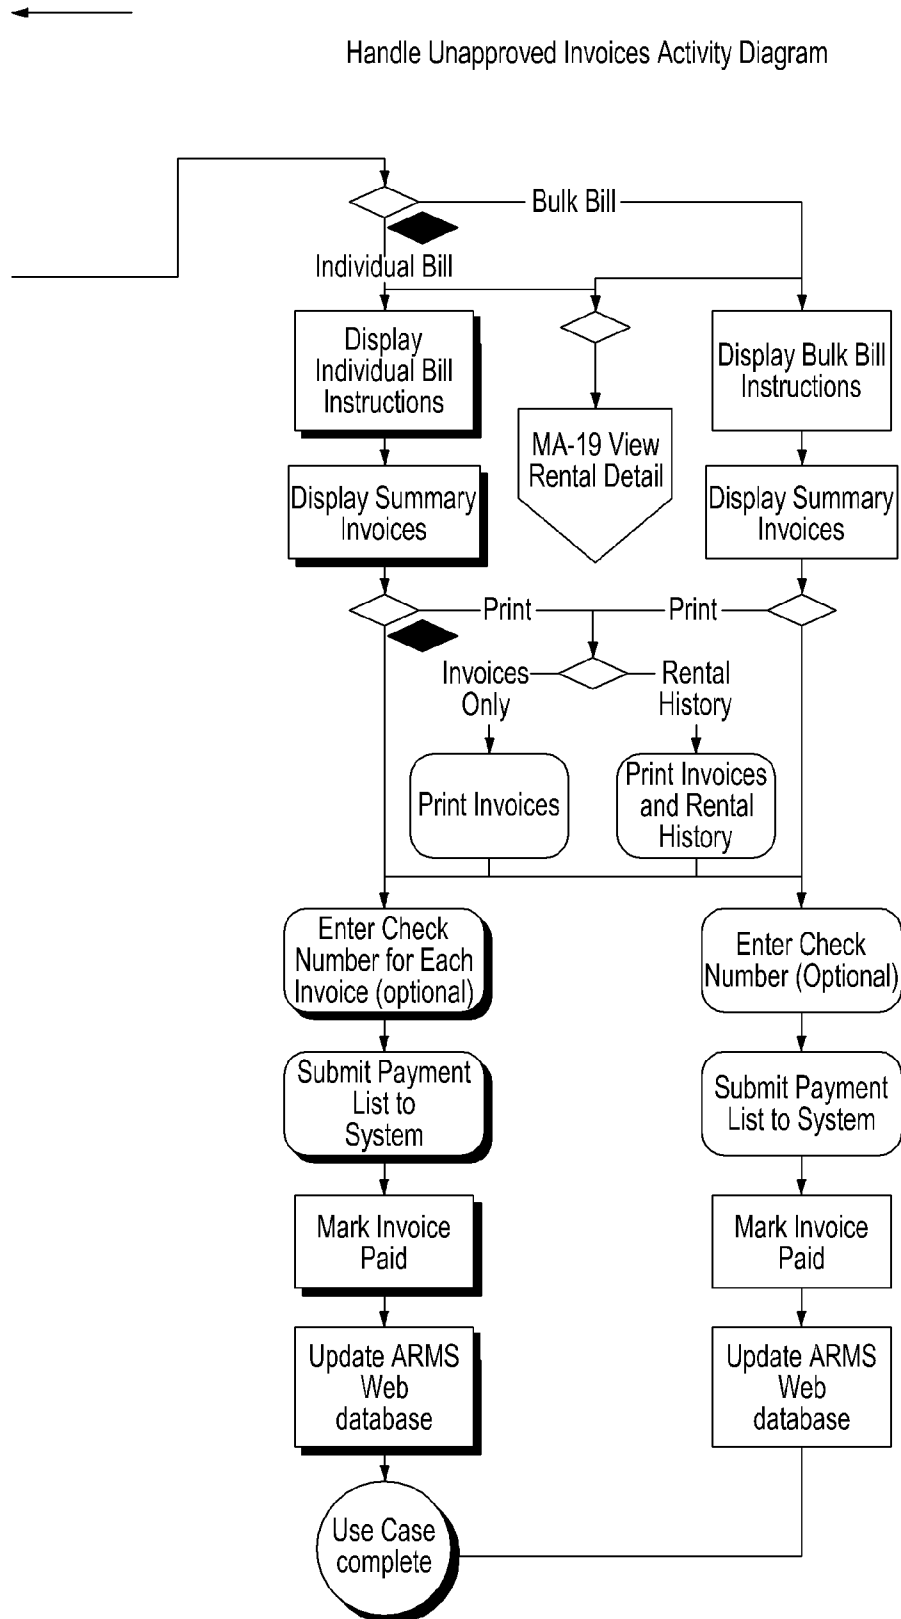 Handle Unapproved Invoices Activity Diagram
Bulk Bill
Individual Bill
Display
Individual Bill
Instructions
MA-19 View
Rental Detail
Display Bulk Bill
Instructions
Display Summary
Invoices
Display Summary
Invoices
Print
Print
Invoices
Only
Rental
History
Print Invoices
Print Invoices
and Rental
History
Enter Check
Number for Each
Invoice (optional)
Enter Check
Number (Optional)
Submit Payment
List to
System
Submit Payment
List to System
Mark Invoice
Paid
Mark Invoice
Paid
Update ARMS
Web
database
Update ARMS
Web
database
Use Case
complete